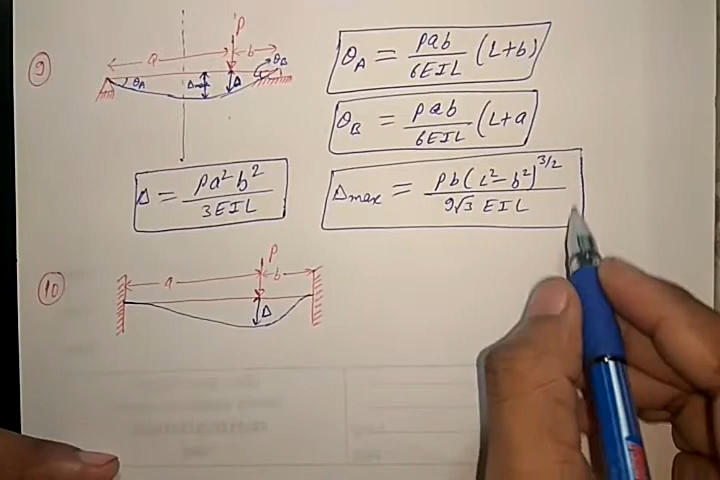 9
P
a
b
θA
Δmax
Δ
θB
θA = Pab / 6EIL (L+b)
θB = Pab / 6EIL (L+a)
Δ = Pa²b² / 3EIL
Δmax = Pb(L²-b²)^3/2 / 9√3 EIL
10
P
a
b
Δ